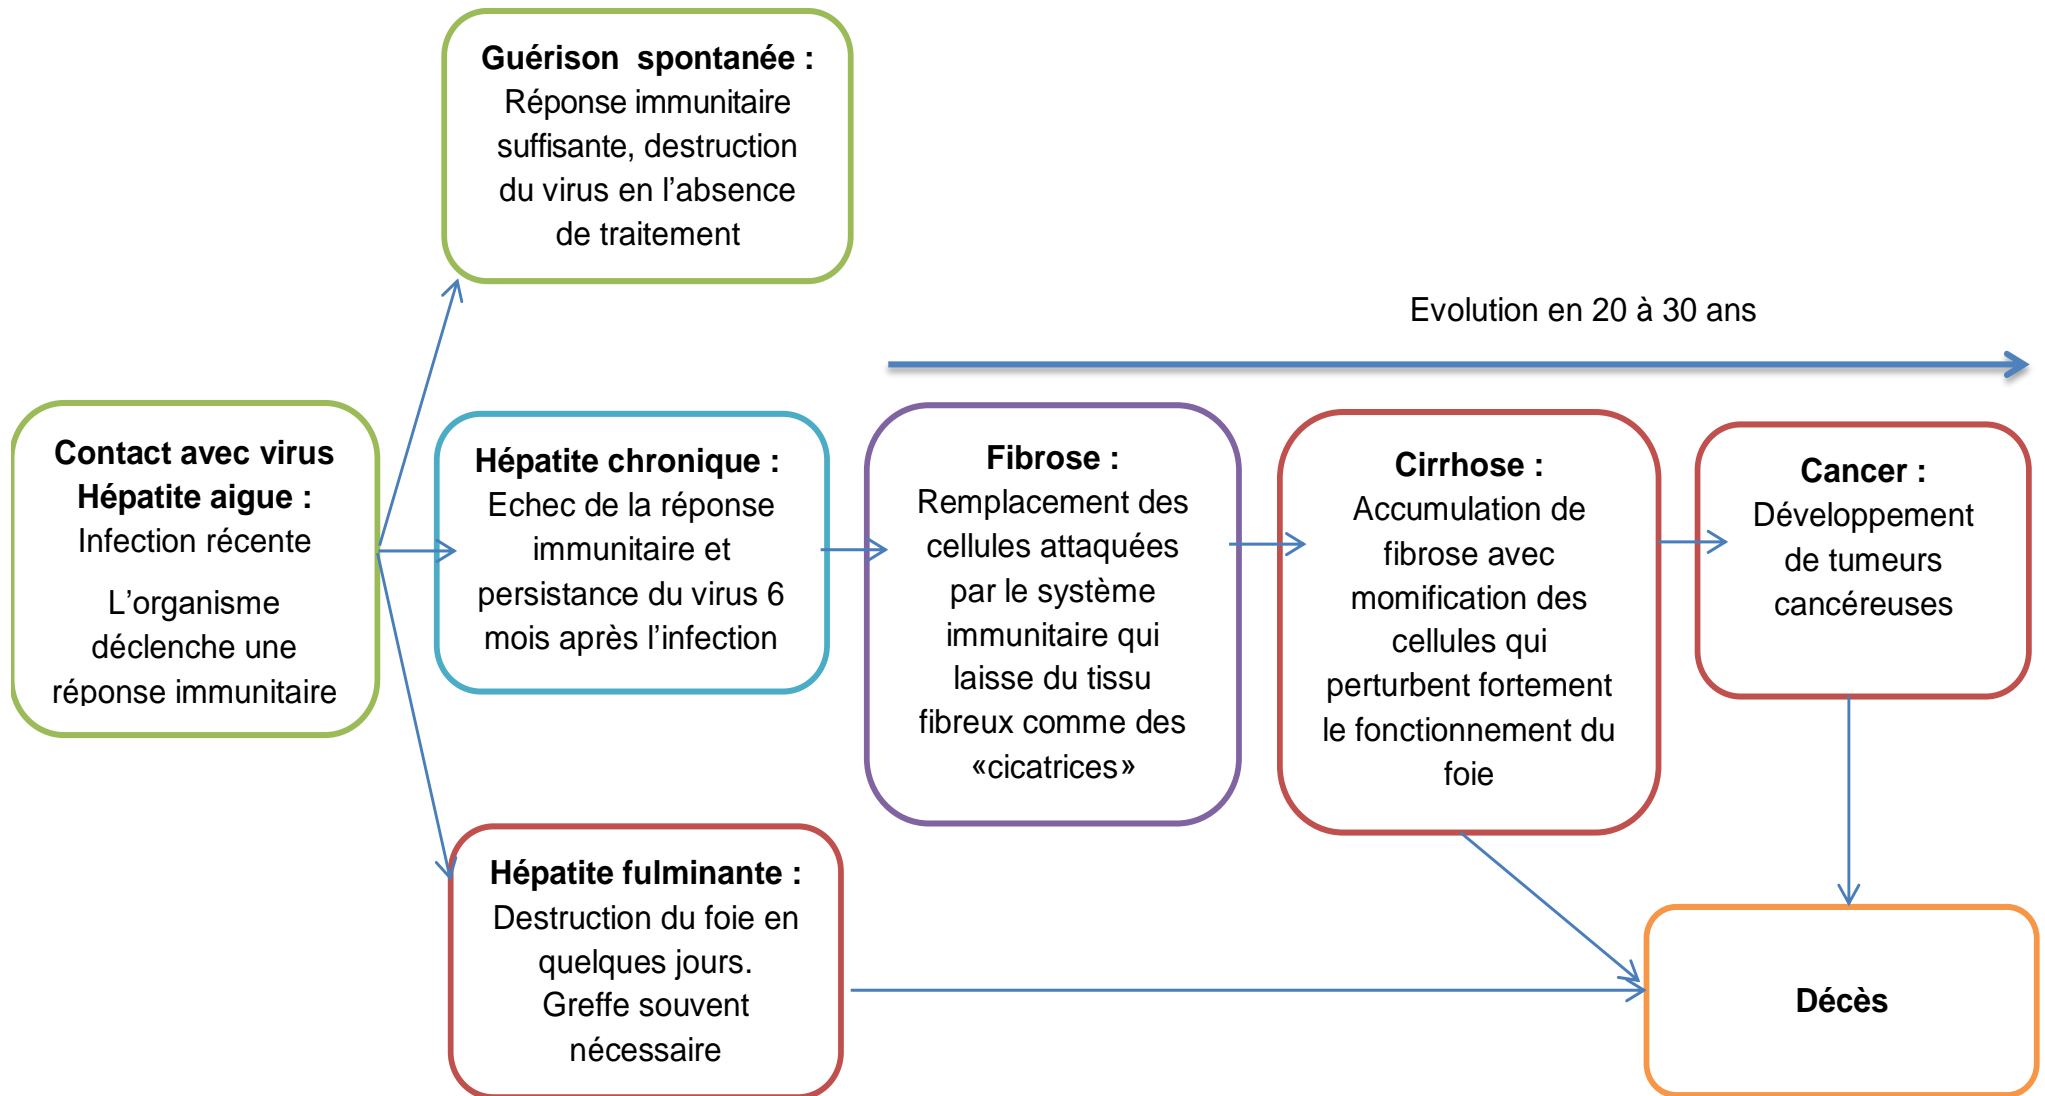 Guérison  spontanée :
Réponse immunitaire
suffisante, destruction
du virus en l’absence
de traitement
Evolution en 20 à 30 ans
Contact avec virus
Hépatite aigue :
Infection récente
L’organisme
déclenche une
réponse immunitaire
Hépatite chronique :
Echec de la réponse
immunitaire et
persistance du virus 6
mois après l’infection
Fibrose :
Remplacement des
cellules attaquées
par le système
immunitaire qui
laisse du tissu
fibreux comme des
«cicatrices»
Cirrhose :
Accumulation de
fibrose avec
momification des
cellules qui
perturbent fortement
le fonctionnement du
foie
Cancer :
Développement
de tumeurs
cancéreuses
Hépatite fulminante :
Destruction du foie en
quelques jours.
Greffe souvent
nécessaire
Décès